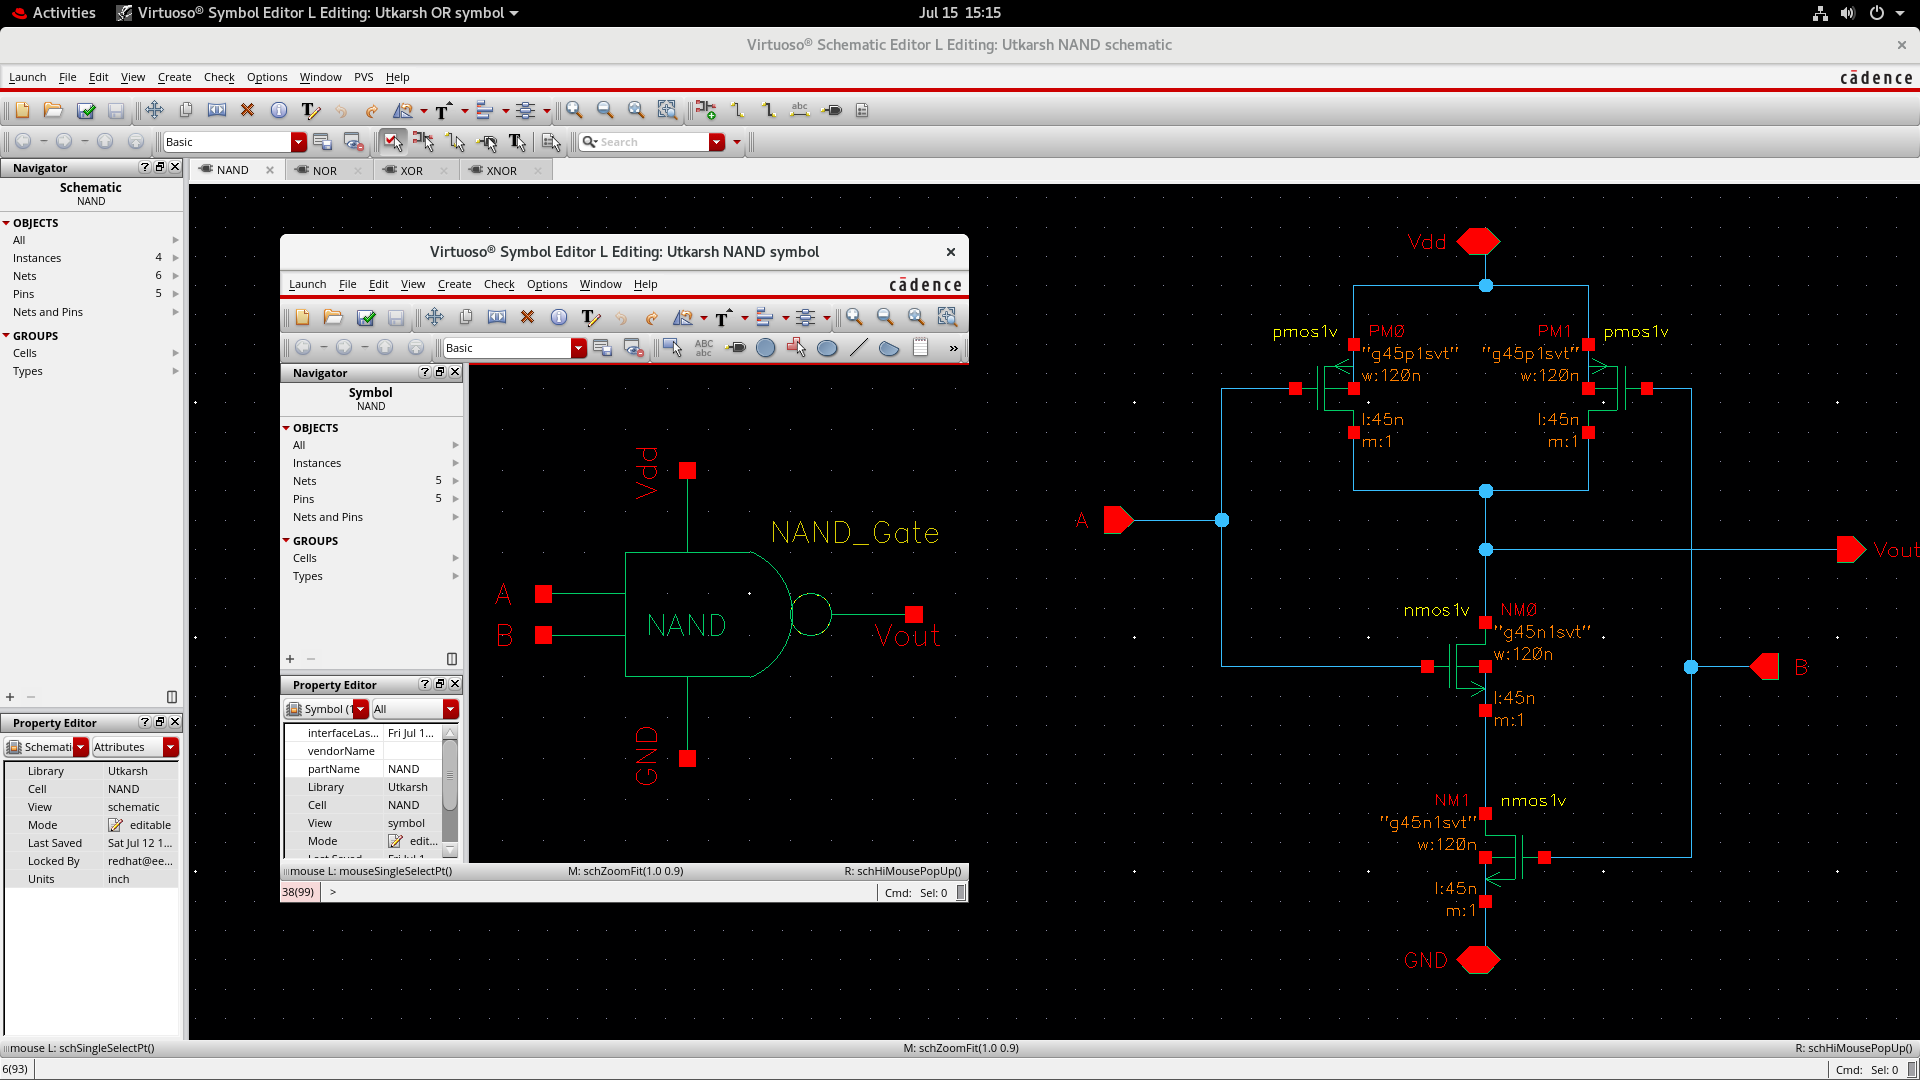 Activities Virtuoso® Symbol Editor L Editing: Utkarsh OR symbol Jul 15 15:15
Virtuoso® Schematic Editor L Editing: Utkarsh NAND schematic
Launch File Edit View Create Check Options Window PVS Help cādence
Basic Search
Navigator
NAND NOR XOR XNOR
Schematic
NAND
OBJECTS
All
Instances 4
Nets 6
Pins 5
Nets and Pins
GROUPS
Cells
Types
Property Editor
Schemati Attributes
Library Utkarsh
Cell NAND
View schematic
Mode editable
Last Saved Sat Jul 12 1...
Locked By redhat@ee...
Units inch
Virtuoso® Symbol Editor L Editing: Utkarsh NAND symbol
Launch File Edit View Create Check Options Window Help cādence
Basic ABC abc
Navigator
Symbol
NAND
OBJECTS
All
Instances
Nets 5
Pins 5
Nets and Pins
GROUPS
Cells
Types
Property Editor
Symbol (1 All
interfaceLas... Fri Jul 1...
vendorName
partName NAND
Library Utkarsh
Cell NAND
View symbol
Mode edit...
Vdd
NAND_Gate
A
B
NAND
Vout
GND
mouse L: mouseSingleSelectPt() M: schZoomFit(1.0 0.9) R: schHiMousePopUp()
38(99) > Cmd: Sel: 0
Vdd
pmos1v PM0 PM1 pmos1v
"g45p1svt" "g45p1svt"
w:120n w:120n
l:45n l:45n
m:1 m:1
A
Vout
nmos1v NM0
"g45n1svt"
w:120n
B
l:45n
m:1
NM1 nmos1v
"g45n1svt"
w:120n
l:45n
m:1
GND
mouse L: schSingleSelectPt() M: schZoomFit(1.0 0.9) R: schHiMousePopUp()
6(93) Cmd: Sel: 0